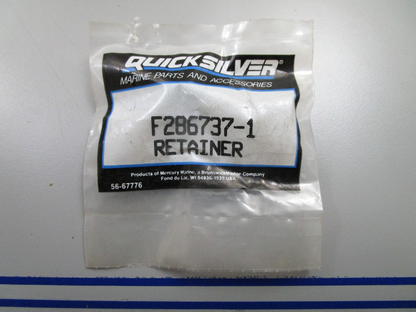 QUICKSILVER®
MARINE PARTS AND ACCESSORIES
F286737-1
RETAINER
Products of Mercury Marine, a Brunswick Company
Fond du Lac, WI 54936-1939 USA
56-67776